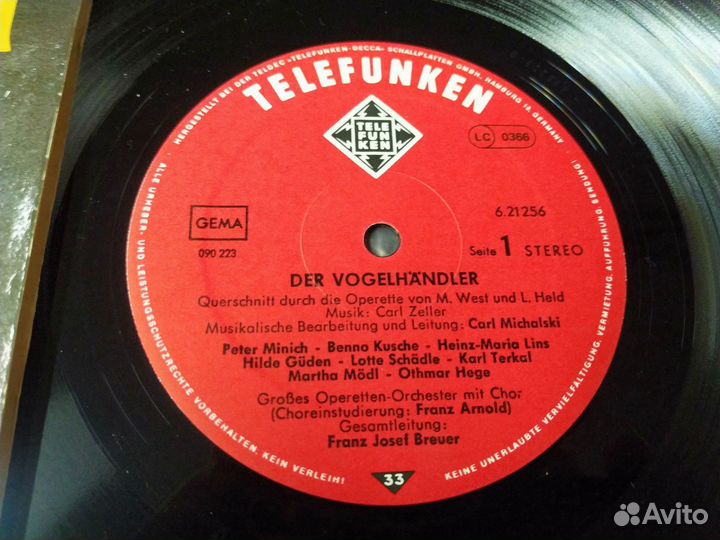 HERGESTELLT BEI DER TELDEC »TELEFUNKEN-DECCA« SCHALLPLATTEN GMBH, HAMBURG 19, GERMANY
TELEFUNKEN
TELE
FUN
KEN
LC 0366
GEMA
090 223
6.21256
Seite 1 STEREO
DER VOGELHÄNDLER
Querschnitt durch die Operette von M. West und L. Held
Musik: Carl Zeller
Musikalische Bearbeitung und Leitung: Carl Michalski
Peter Minich - Benno Kusche - Heinz-Maria Lins
Hilde Güden - Lotte Schädle - Karl Terkal
Martha Mödl - Othmar Hege
Großes Operetten-Orchester mit Chor
(Choreinstudierung: Franz Arnold)
Gesamtleitung:
Franz Josef Breuer
33
ALLE URHEBER- UND LEISTUNGSSCHUTZRECHTE VORBEHALTEN. KEIN VERLEIH!
KEINE UNERLAUBTE VERVIELFÄLTIGUNG, VERMIETUNG, AUFFÜHRUNG, SENDUNG!
Avito